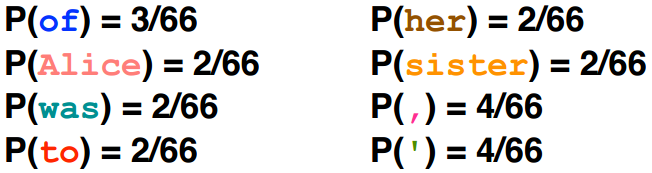 P(of) = 3/66
P(Alice) = 2/66
P(was) = 2/66
P(to) = 2/66
P(her) = 2/66
P(sister) = 2/66
P(,) = 4/66
P(') = 4/66